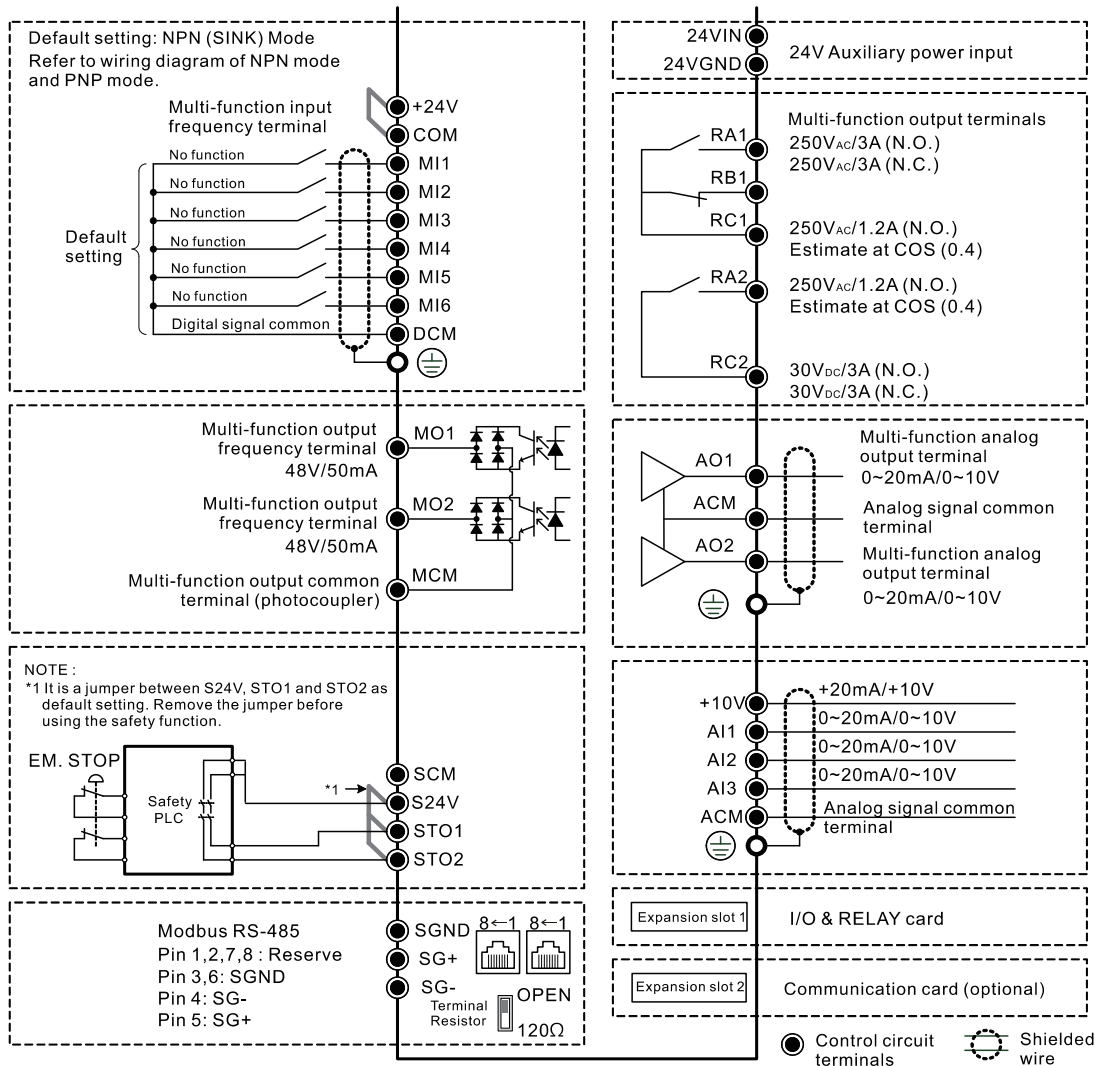 Default setting: NPN (SINK) Mode
Refer to wiring diagram of NPN mode
and PNP mode.
Multi-function input
frequency terminal
+24V
COM
No function
MI1
No function
MI2
No function
MI3
No function
MI4
No function
MI5
No function
MI6
Digital signal common
DCM
Default
setting
Multi-function output
frequency terminal
48V/50mA
MO1
Multi-function output
frequency terminal
48V/50mA
MO2
Multi-function output common
terminal (photocoupler)
MCM
NOTE :
*1 It is a jumper between S24V, STO1 and STO2 as
default setting. Remove the jumper before
using the safety function.
EM. STOP
Safety
PLC
*1
SCM
S24V
STO1
STO2
Modbus RS-485
Pin 1,2,7,8 : Reserve
Pin 3,6: SGND
Pin 4: SG-
Pin 5: SG+
SGND
SG+
SG-
8←1
8←1
Terminal
Resistor
OPEN
120Ω
24VIN
24VGND
24V Auxiliary power input
Multi-function output terminals
RA1
250VAC/3A (N.O.)
250VAC/3A (N.C.)
RB1
RC1
250VAC/1.2A (N.O.)
Estimate at COS (0.4)
RA2
250VAC/1.2A (N.O.)
Estimate at COS (0.4)
RC2
30VDC/3A (N.O.)
30VDC/3A (N.C.)
AO1
Multi-function analog
output terminal
0~20mA/0~10V
ACM
Analog signal common
terminal
AO2
Multi-function analog
output terminal
0~20mA/0~10V
+10V
+20mA/+10V
AI1
0~20mA/0~10V
AI2
0~20mA/0~10V
AI3
0~20mA/0~10V
ACM
Analog signal common
terminal
Expansion slot 1
I/O & RELAY card
Expansion slot 2
Communication card (optional)
Control circuit
terminals
Shielded
wire